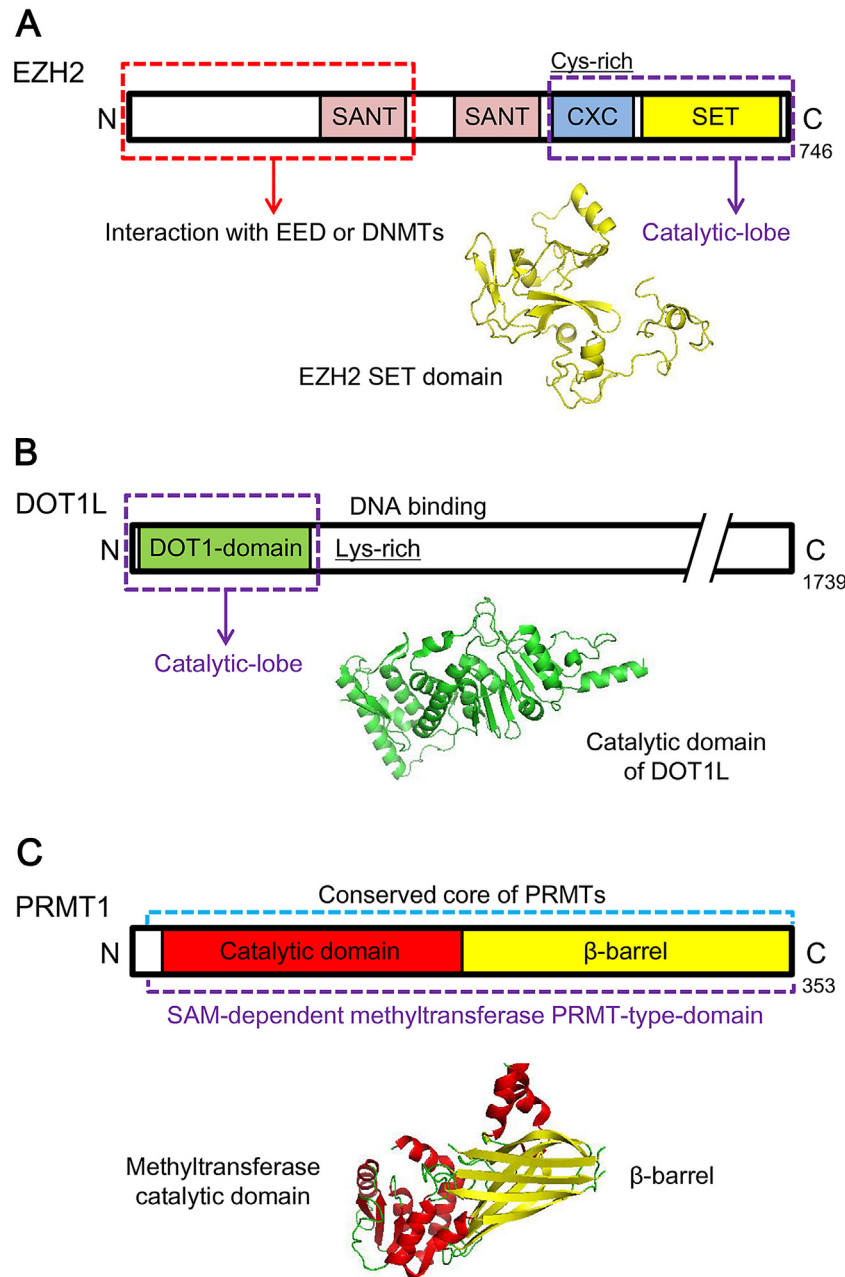 A
EZH2
Cys-rich
N
SANT
SANT
CXC
SET
C
746
Interaction with EED or DNMTs
Catalytic-lobe
EZH2 SET domain
B
DOT1L
DNA binding
N
DOT1-domain
Lys-rich
C
1739
Catalytic-lobe
Catalytic domain
of DOT1L
C
PRMT1
Conserved core of PRMTs
N
Catalytic domain
β-barrel
C
353
SAM-dependent methyltransferase PRMT-type-domain
Methyltransferase
catalytic domain
β-barrel